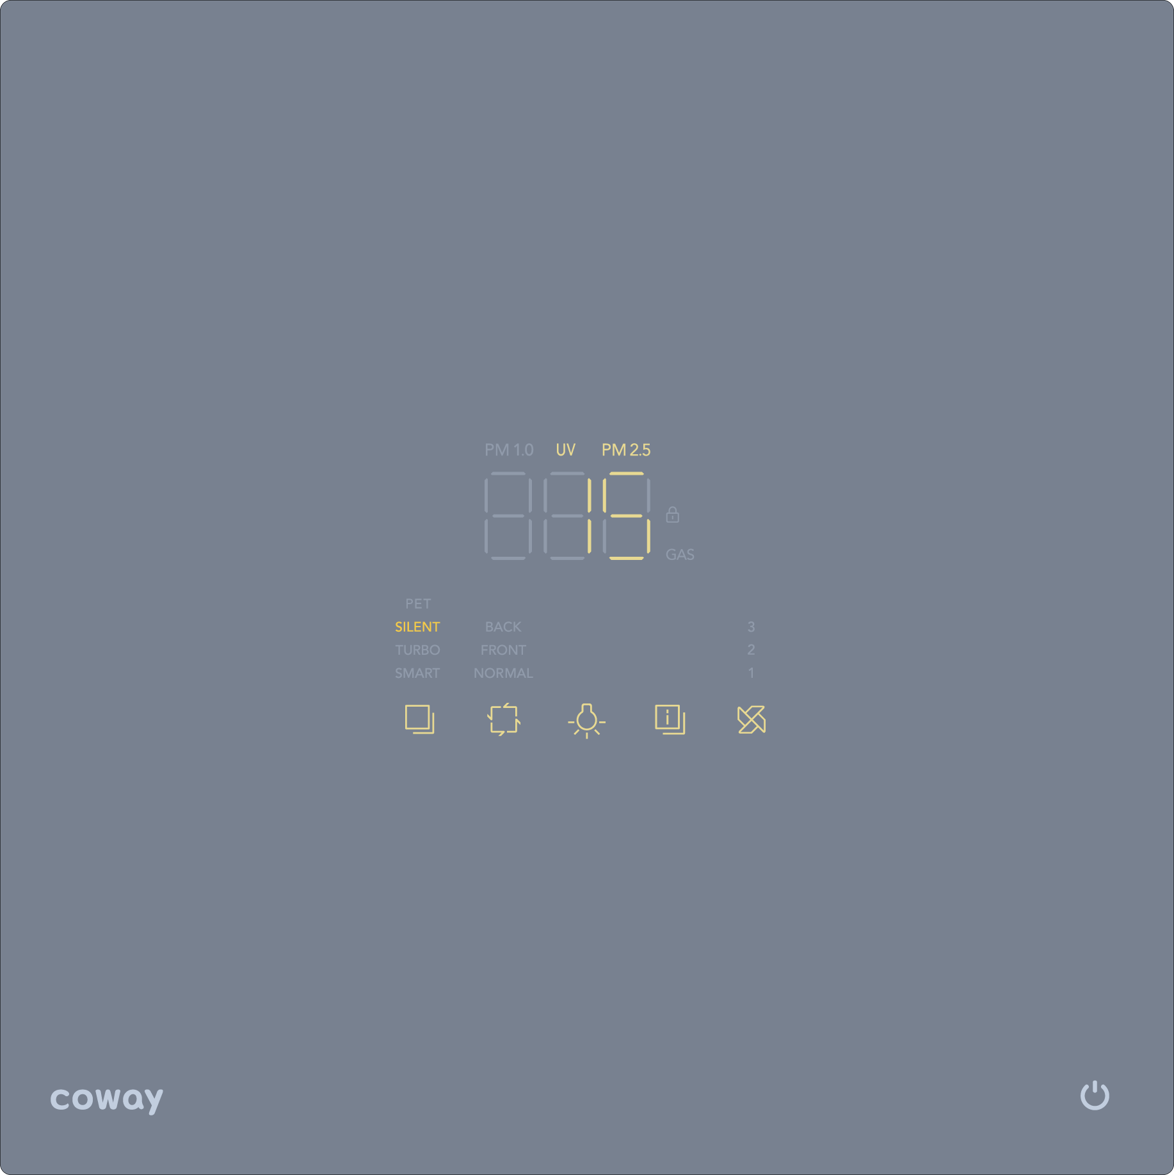 PM 1.0 UV PM 2.5
15
GAS
PET
SILENT BACK 3
TURBO FRONT 2
SMART NORMAL 1
coway